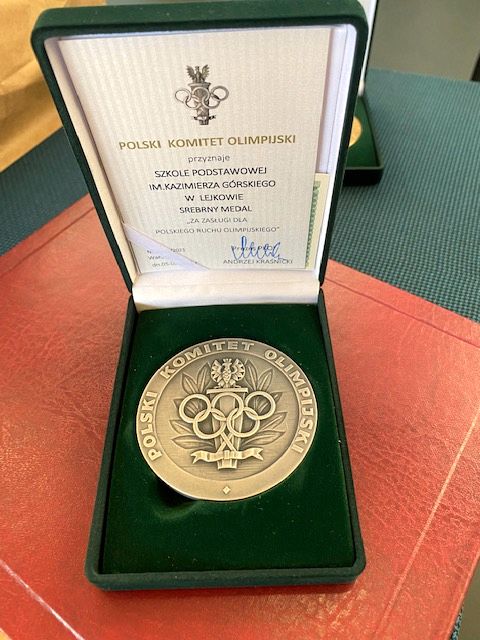 POLSKI KOMITET OLIMPIJSKI
przyznaje
SZKOLE PODSTAWOWEJ
IM.KAZIMIERZA GÓRSKIEGO
W LEJKOWIE
SREBRNY MEDAL
„ZA ZASŁUGI DLA
POLSKIEGO RUCHU OLIMPIJSKIEGO"
Prezes
ANDRZEJ KRAŚNICKI
POLSKI KOMITET OLIMPIJSKI